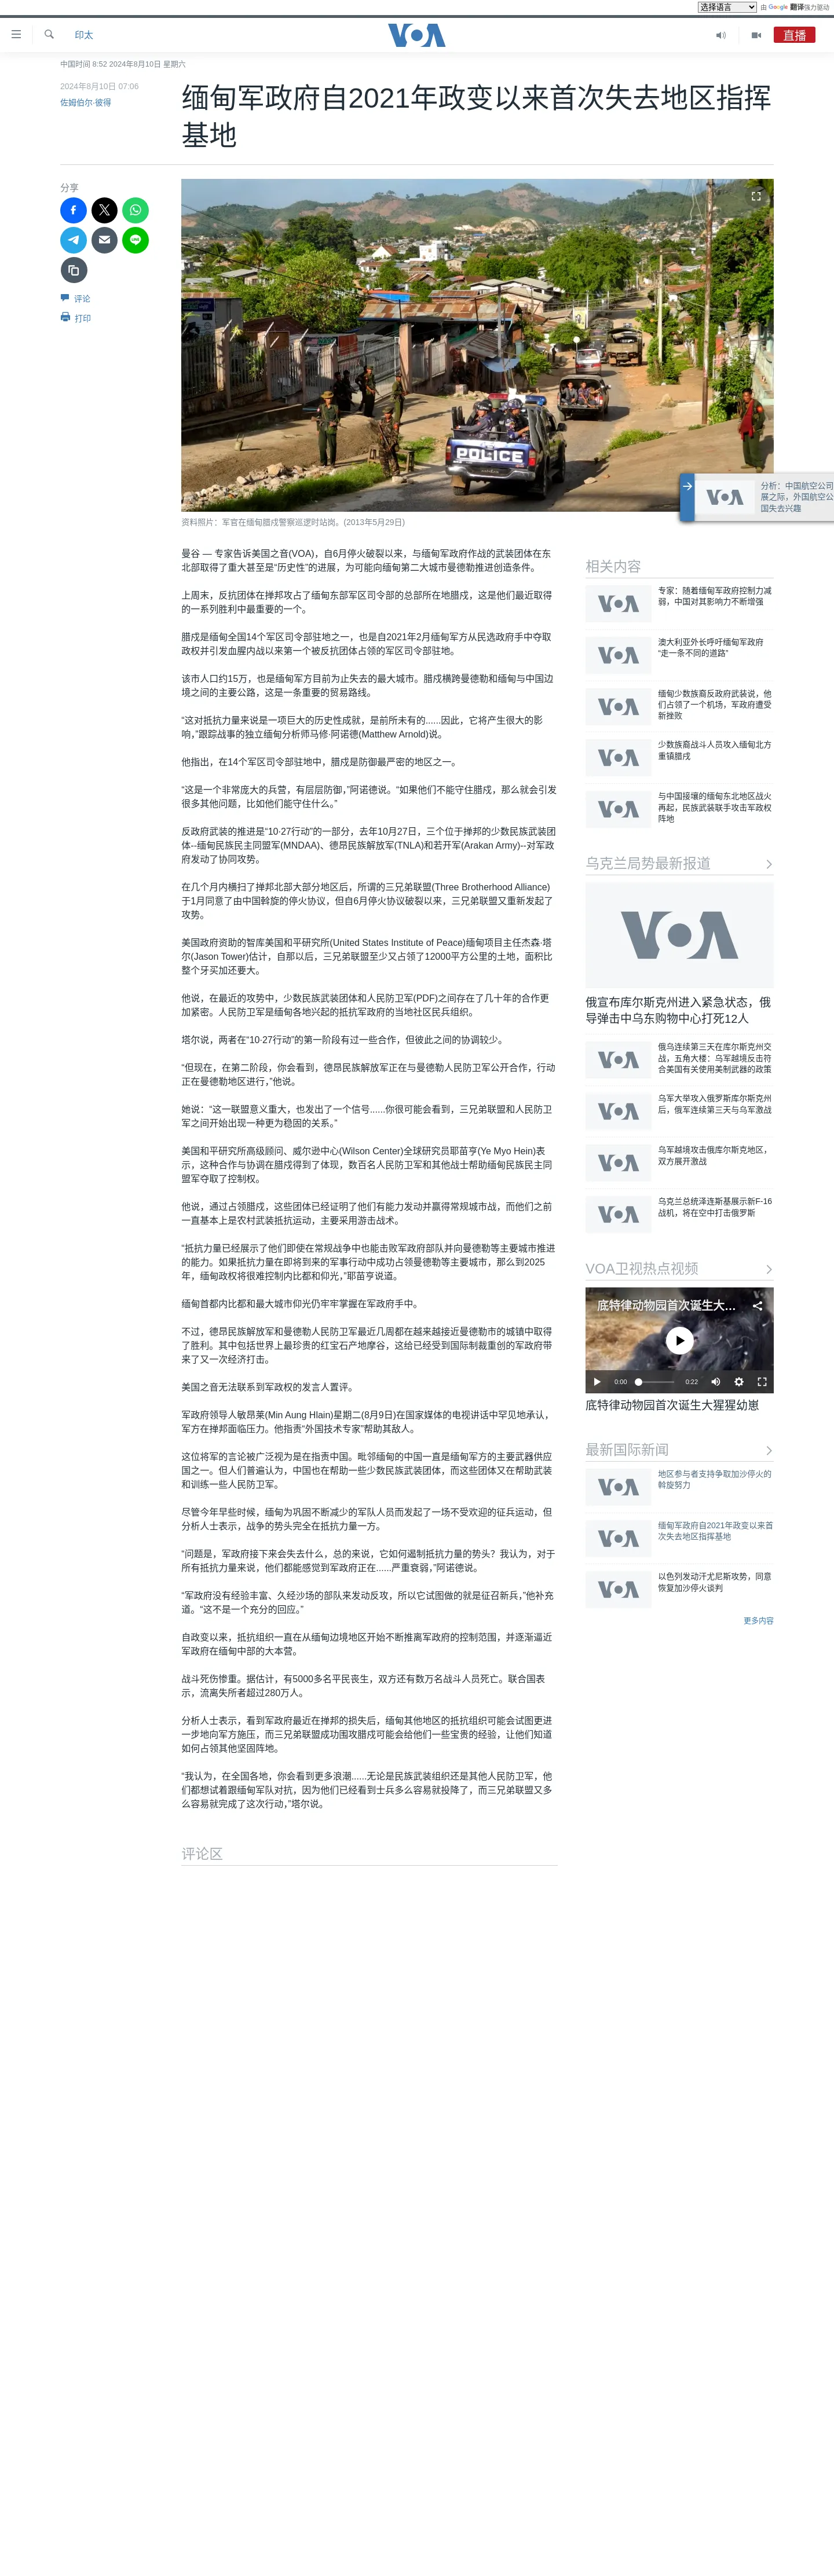 选择语言 由 Google 翻译强力驱动
印太
VOA
直播
中国时间 8:52 2024年8月10日 星期六
2024年8月10日 07:06
佐姆伯尔·彼得
缅甸军政府自2021年政变以来首次失去地区指挥
基地
分享
评论
打印
POLICE
资料照片：军官在缅甸腊戍警察巡逻时站岗。(2013年5月29日)
VOA
分析：中国航空公司
展之际，外国航空公
国失去兴趣
曼谷 — 专家告诉美国之音(VOA)，自6月停火破裂以来，与缅甸军政府作战的武装团体在东
北部取得了重大甚至是“历史性”的进展，为可能向缅甸第二大城市曼德勒推进创造条件。
上周末，反抗团体在掸邦攻占了缅甸东部军区司令部的总部所在地腊戍，这是他们最近取得
的一系列胜利中最重要的一个。
腊戍是缅甸全国14个军区司令部驻地之一，也是自2021年2月缅甸军方从民选政府手中夺取
政权并引发血腥内战以来第一个被反抗团体占领的军区司令部驻地。
该市人口约15万，也是缅甸军方目前为止失去的最大城市。腊戍横跨曼德勒和缅甸与中国边
境之间的主要公路，这是一条重要的贸易路线。
“这对抵抗力量来说是一项巨大的历史性成就，是前所未有的......因此，它将产生很大的影
响，”跟踪战事的独立缅甸分析师马修·阿诺德(Matthew Arnold)说。
他指出，在14个军区司令部驻地中，腊戍是防御最严密的地区之一。
“这是一个非常庞大的兵营，有层层防御，”阿诺德说。“如果他们不能守住腊戍，那么就会引发
很多其他问题，比如他们能守住什么。”
反政府武装的推进是“10·27行动”的一部分，去年10月27日，三个位于掸邦的少数民族武装团
体--缅甸民族民主同盟军(MNDAA)、德昂民族解放军(TNLA)和若开军(Arakan Army)--对军政
府发动了协同攻势。
在几个月内横扫了掸邦北部大部分地区后，所谓的三兄弟联盟(Three Brotherhood Alliance)
于1月同意了由中国斡旋的停火协议，但自6月停火协议破裂以来，三兄弟联盟又重新发起了
攻势。
美国政府资助的智库美国和平研究所(United States Institute of Peace)缅甸项目主任杰森·塔
尔(Jason Tower)估计，自那以后，三兄弟联盟至少又占领了12000平方公里的土地，面积比
整个牙买加还要大。
他说，在最近的攻势中，少数民族武装团体和人民防卫军(PDF)之间存在了几十年的合作更
加紧密。人民防卫军是缅甸各地兴起的抵抗军政府的当地社区民兵组织。
塔尔说，两者在“10·27行动”的第一阶段有过一些合作，但彼此之间的协调较少。
“但现在，在第二阶段，你会看到，德昂民族解放军正在与曼德勒人民防卫军公开合作，行动
正在曼德勒地区进行，”他说。
她说：“这一联盟意义重大，也发出了一个信号......你很可能会看到，三兄弟联盟和人民防卫
军之间开始出现一种更为稳固的关系。”
美国和平研究所高级顾问、威尔逊中心(Wilson Center)全球研究员耶苗亨(Ye Myo Hein)表
示，这种合作与协调在腊戍得到了体现，数百名人民防卫军和其他战士帮助缅甸民族民主同
盟军夺取了控制权。
他说，通过占领腊戍，这些团体已经证明了他们有能力发动并赢得常规城市战，而他们之前
一直基本上是农村武装抵抗运动，主要采用游击战术。
“抵抗力量已经展示了他们即使在常规战争中也能击败军政府部队并向曼德勒等主要城市推进
的能力。如果抵抗力量在即将到来的军事行动中成功占领曼德勒等主要城市，那么到2025
年，缅甸政权将很难控制内比都和仰光，”耶苗亨说道。
缅甸首都内比都和最大城市仰光仍牢牢掌握在军政府手中。
不过，德昂民族解放军和曼德勒人民防卫军最近几周都在越来越接近曼德勒市的城镇中取得
了胜利。其中包括世界上最珍贵的红宝石产地摩谷，这给已经受到国际制裁重创的军政府带
来了又一次经济打击。
美国之音无法联系到军政权的发言人置评。
军政府领导人敏昂莱(Min Aung Hlain)星期二(8月9日)在国家媒体的电视讲话中罕见地承认，
军方在掸邦面临压力。他指责“外国技术专家”帮助其敌人。
这位将军的言论被广泛视为是在指责中国。毗邻缅甸的中国一直是缅甸军方的主要武器供应
国之一。但人们普遍认为，中国也在帮助一些少数民族武装团体，而这些团体又在帮助武装
和训练一些人民防卫军。
尽管今年早些时候，缅甸为巩固不断减少的军队人员而发起了一场不受欢迎的征兵运动，但
分析人士表示，战争的势头完全在抵抗力量一方。
“问题是，军政府接下来会失去什么，总的来说，它如何遏制抵抗力量的势头？我认为，对于
所有抵抗力量来说，他们都能感觉到军政府正在......严重衰弱，”阿诺德说。
“军政府没有经验丰富、久经沙场的部队来发动反攻，所以它试图做的就是征召新兵，”他补充
道。“这不是一个充分的回应。”
自政变以来，抵抗组织一直在从缅甸边境地区开始不断推离军政府的控制范围，并逐渐逼近
军政府在缅甸中部的大本营。
战斗死伤惨重。据估计，有5000多名平民丧生，双方还有数万名战斗人员死亡。联合国表
示，流离失所者超过280万人。
分析人士表示，看到军政府最近在掸邦的损失后，缅甸其他地区的抵抗组织可能会试图更进
一步地向军方施压，而三兄弟联盟成功围攻腊戍可能会给他们一些宝贵的经验，让他们知道
如何占领其他坚固阵地。
“我认为，在全国各地，你会看到更多浪潮......无论是民族武装组织还是其他人民防卫军，他
们都想试着跟缅甸军队对抗，因为他们已经看到士兵多么容易就投降了，而三兄弟联盟又多
么容易就完成了这次行动，”塔尔说。
评论区
相关内容
VOA
专家：随着缅甸军政府控制力减
弱，中国对其影响力不断增强
VOA
澳大利亚外长呼吁缅甸军政府
“走一条不同的道路”
VOA
缅甸少数族裔反政府武装说，他
们占领了一个机场，军政府遭受
新挫败
VOA
少数族裔战斗人员攻入缅甸北方
重镇腊戍
VOA
与中国接壤的缅甸东北地区战火
再起，民族武装联手攻击军政权
阵地
乌克兰局势最新报道
VOA
俄宣布库尔斯克州进入紧急状态，俄
导弹击中乌东购物中心打死12人
VOA
俄乌连续第三天在库尔斯克州交
战，五角大楼：乌军越境反击符
合美国有关使用美制武器的政策
VOA
乌军大举攻入俄罗斯库尔斯克州
后，俄军连续第三天与乌军激战
VOA
乌军越境攻击俄库尔斯克地区，
双方展开激战
VOA
乌克兰总统泽连斯基展示新F-16
战机，将在空中打击俄罗斯
VOA卫视热点视频
底特律动物园首次诞生大...
0:00 0:22
底特律动物园首次诞生大猩猩幼崽
最新国际新闻
VOA
地区参与者支持争取加沙停火的
斡旋努力
VOA
缅甸军政府自2021年政变以来首
次失去地区指挥基地
VOA
以色列发动汗尤尼斯攻势，同意
恢复加沙停火谈判
更多内容